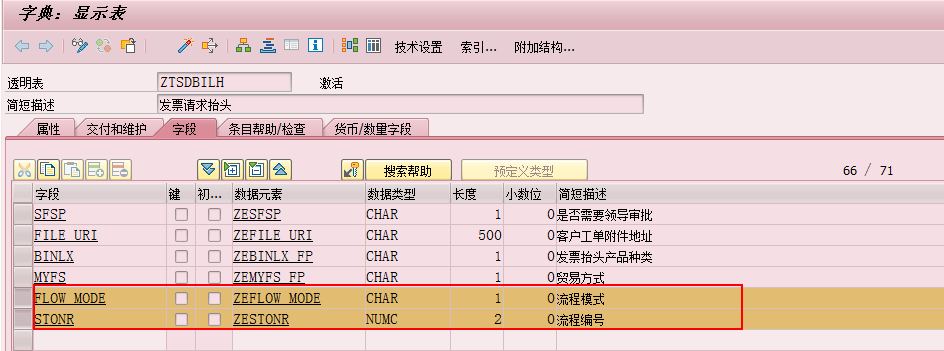 字典: 显示表
技术设置 索引... 附加结构...
透明表 ZTSDBILH 激活
简短描述 发票请求抬头
属性 交付和维护 字段 条目帮助/检查 货币/数量字段
搜索帮助 预定义类型 66 / 71
字段 键 初... 数据元素 数据类型 长度 小数位 简短描述
SFSP ZESFSP CHAR 1 0 是否需要领导审批
FILE_URI ZEFILE_URI CHAR 500 0 客户工单附件地址
BINLX ZEBINLX_FP CHAR 1 0 发票抬头产品种类
MYFS ZEMYFS_FP CHAR 1 0 贸易方式
FLOW_MODE ZEFLOW_MODE CHAR 1 0 流程模式
STONR ZESTONR NUMC 2 0 流程编号